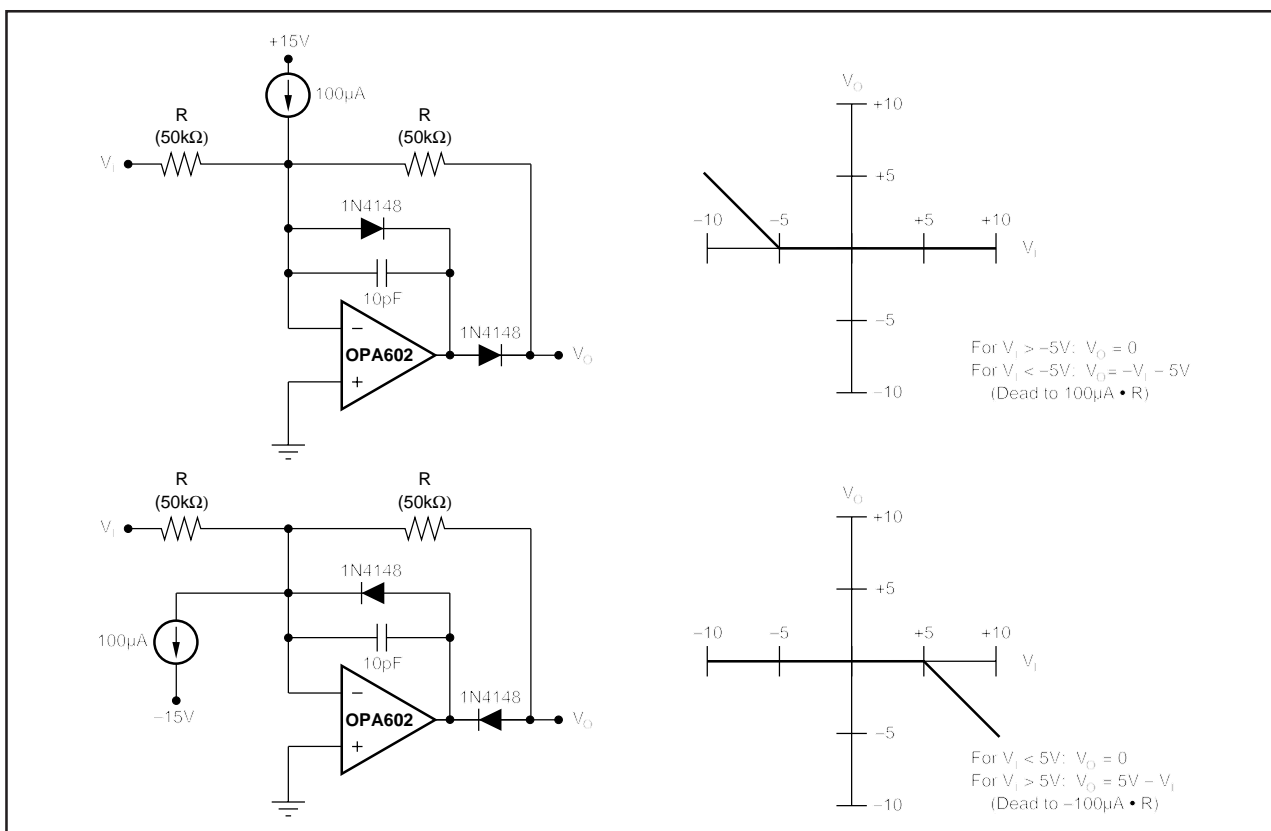 +15V
100µA
R
(50kΩ)
R
(50kΩ)
V_I
1N4148
10pF
1N4148
−
OPA602
+
V_O
V_O
+10
+5
−10
−5
+5
+10
V_I
−5
−10
For V_I > −5V: V_O = 0
For V_I < −5V: V_O = −V_I − 5V
(Dead to 100µA • R)
R
(50kΩ)
R
(50kΩ)
V_I
1N4148
100µA
10pF
−15V
1N4148
−
OPA602
+
V_O
V_O
+10
+5
−10
−5
+5
+10
V_I
−5
−10
For V_I < 5V: V_O = 0
For V_I > 5V: V_O = 5V − V_I
(Dead to −100µA • R)